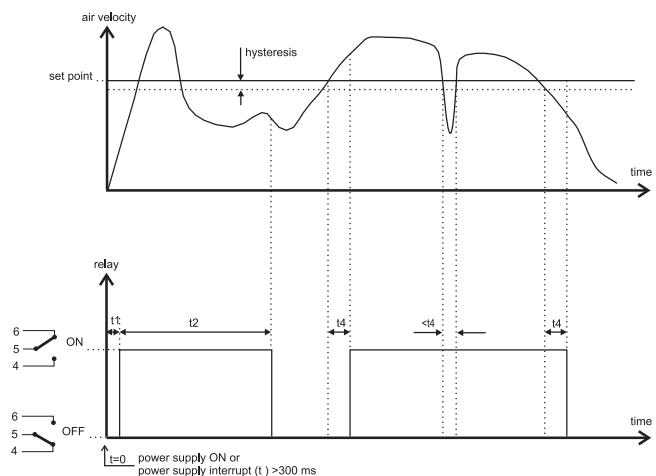 air velocity
hysteresis
set point
time
relay
t1
t2
t4
<t4
t4
6
5
4
ON
6
5
4
OFF
time
t=0
power supply ON or
power supply interrupt (t ) >300 ms